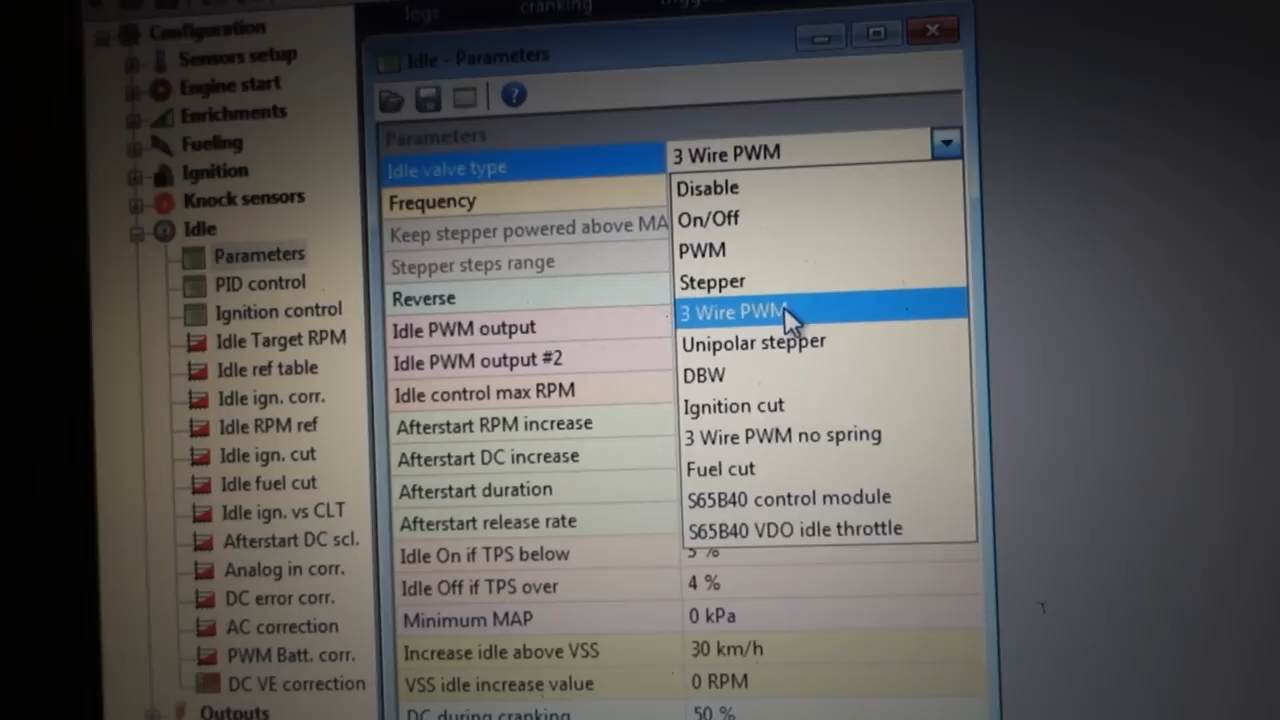 logs
cranking
Configuration
Sensors setup
Engine start
Enrichments
Fueling
Ignition
Knock sensors
Idle
Parameters
PID control
Ignition control
Idle Target RPM
Idle ref table
Idle ign. corr.
Idle RPM ref
Idle ign. cut
Idle fuel cut
Idle ign. vs CLT
Afterstart DC scl.
Analog in corr.
DC error corr.
AC correction
PWM Batt. corr.
DC VE correction
Outputs
Idle - Parameters
?
Parameters
Idle valve type 3 Wire PWM
Frequency
Keep stepper powered above MA
Stepper steps range
Reverse
Idle PWM output
Idle PWM output #2
Idle control max RPM
Afterstart RPM increase
Afterstart DC increase
Afterstart duration
Afterstart release rate
Disable
On/Off
PWM
Stepper
3 Wire PWM
Unipolar stepper
DBW
Ignition cut
3 Wire PWM no spring
Fuel cut
S65B40 control module
S65B40 VDO idle throttle
Idle On if TPS below
Idle Off if TPS over 4 %
Minimum MAP 0 kPa
Increase idle above VSS 30 km/h
VSS idle increase value 0 RPM
DC during cranking 50 %